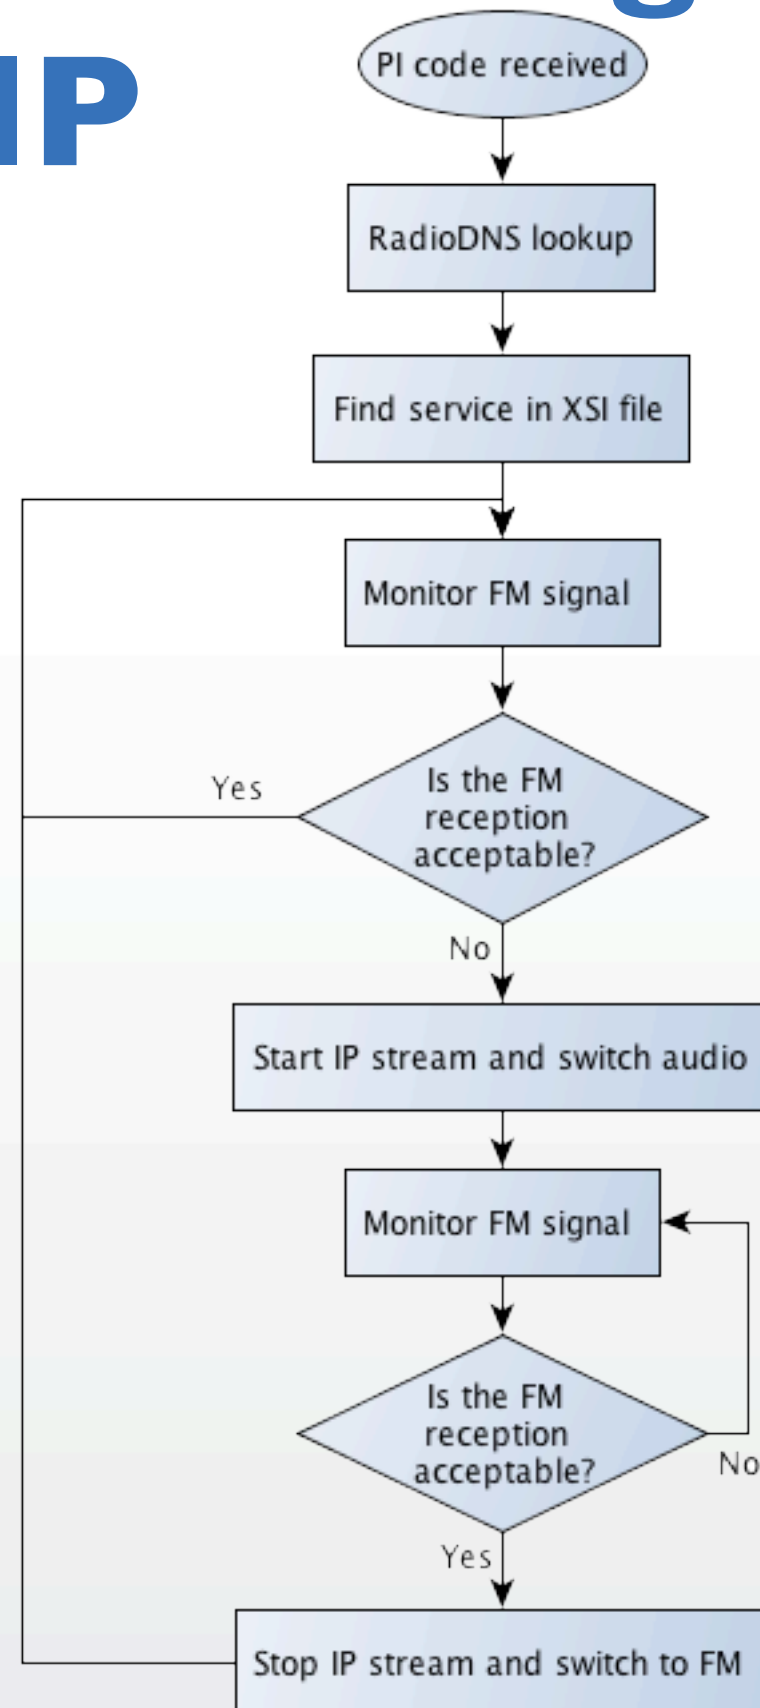 IP
PI code received
RadioDNS lookup
Find service in XSI file
Monitor FM signal
Yes
Is the FM
reception
acceptable?
No
Start IP stream and switch audio
Monitor FM signal
Is the FM
reception
acceptable?
No
Yes
Stop IP stream and switch to FM